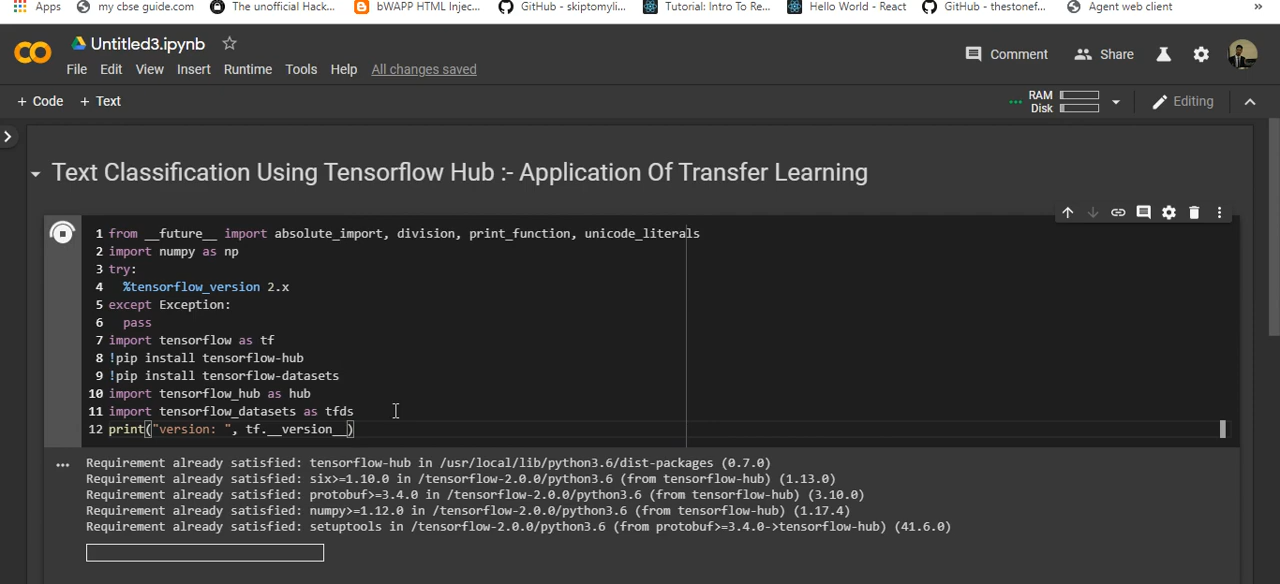 Apps my cbse guide.com The unofficial Hack... bWAPP HTML Injec... GitHub - skiptomyli... Tutorial: Intro To Re... Hello World - React GitHub - thestonef... Agent web client »
CO Untitled3.ipynb
Comment Share
File Edit View Insert Runtime Tools Help All changes saved
+ Code + Text
RAM
Disk
Editing
Text Classification Using Tensorflow Hub :- Application Of Transfer Learning
1 from __future__ import absolute_import, division, print_function, unicode_literals
2 import numpy as np
3 try:
4 %tensorflow_version 2.x
5 except Exception:
6 pass
7 import tensorflow as tf
8 !pip install tensorflow-hub
9 !pip install tensorflow-datasets
10 import tensorflow_hub as hub
11 import tensorflow_datasets as tfds
12 print("version: ", tf.__version__)
Requirement already satisfied: tensorflow-hub in /usr/local/lib/python3.6/dist-packages (0.7.0)
Requirement already satisfied: six>=1.10.0 in /tensorflow-2.0.0/python3.6 (from tensorflow-hub) (1.13.0)
Requirement already satisfied: protobuf>=3.4.0 in /tensorflow-2.0.0/python3.6 (from tensorflow-hub) (3.10.0)
Requirement already satisfied: numpy>=1.12.0 in /tensorflow-2.0.0/python3.6 (from tensorflow-hub) (1.17.4)
Requirement already satisfied: setuptools in /tensorflow-2.0.0/python3.6 (from protobuf>=3.4.0->tensorflow-hub) (41.6.0)